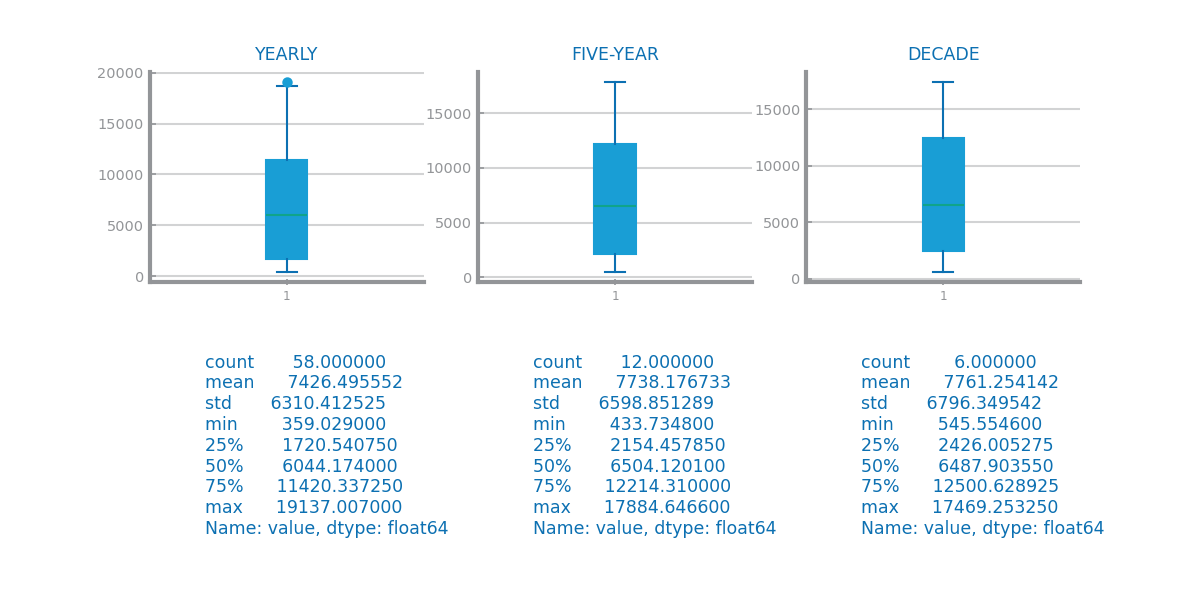 YEARLY
FIVE-YEAR
DECADE
20000
15000
10000
5000
0
1
15000
10000
5000
0
1
15000
10000
5000
0
1
count 58.000000
mean 7426.495552
std 6310.412525
min 359.029000
25% 1720.540750
50% 6044.174000
75% 11420.337250
max 19137.007000
Name: value, dtype: float64
count 12.000000
mean 7738.176733
std 6598.851289
min 433.734800
25% 2154.457850
50% 6504.120100
75% 12214.310000
max 17884.646600
Name: value, dtype: float64
count 6.000000
mean 7761.254142
std 6796.349542
min 545.554600
25% 2426.005275
50% 6487.903550
75% 12500.628925
max 17469.253250
Name: value, dtype: float64